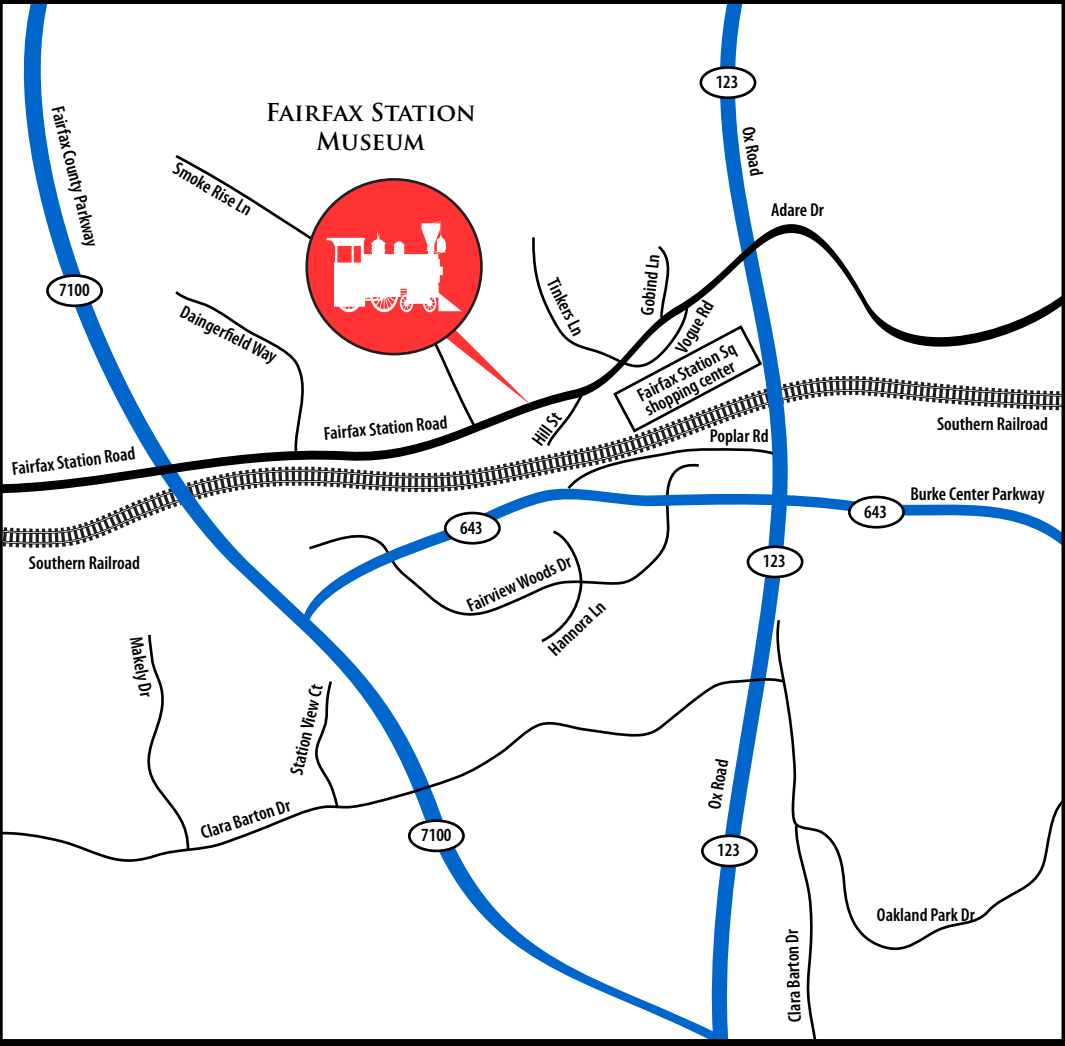 123
Fairfax Station
Museum
Fairfax County Parkway
Ox Road
Smoke Rise Ln
Adare Dr
7100
Gobind Ln
Tinkers Ln
Daingerfield Way
Vogue Rd
Fairfax Station Sq
shopping center
Fairfax Station Road
Hill St
Southern Railroad
Poplar Rd
Fairfax Station Road
Burke Center Parkway
643
643
Southern Railroad
123
Fairview Woods Dr
Hannora Ln
Makely Dr
Station View Ct
Ox Road
Clara Barton Dr
7100
123
Oakland Park Dr
Clara Barton Dr